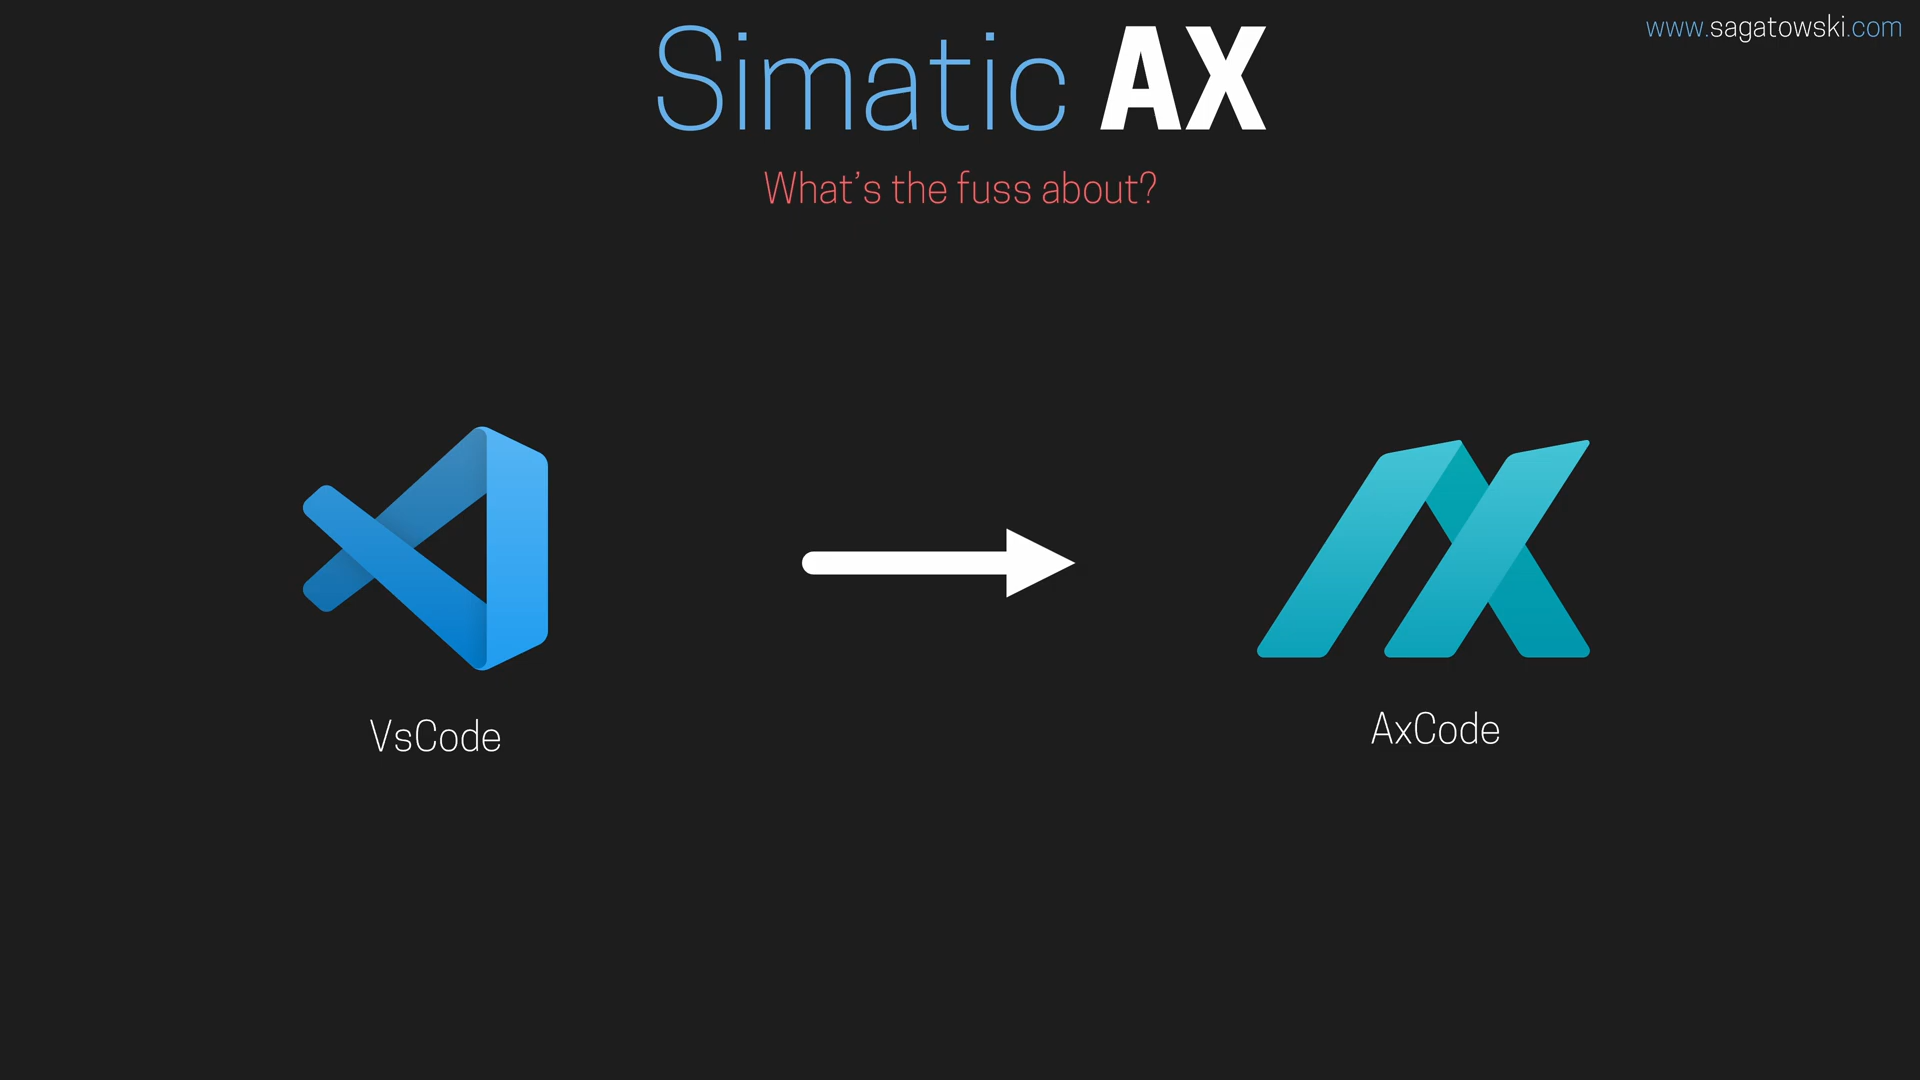 www.sagatowski.com
Simatic AX
What's the fuss about?
VsCode
AxCode